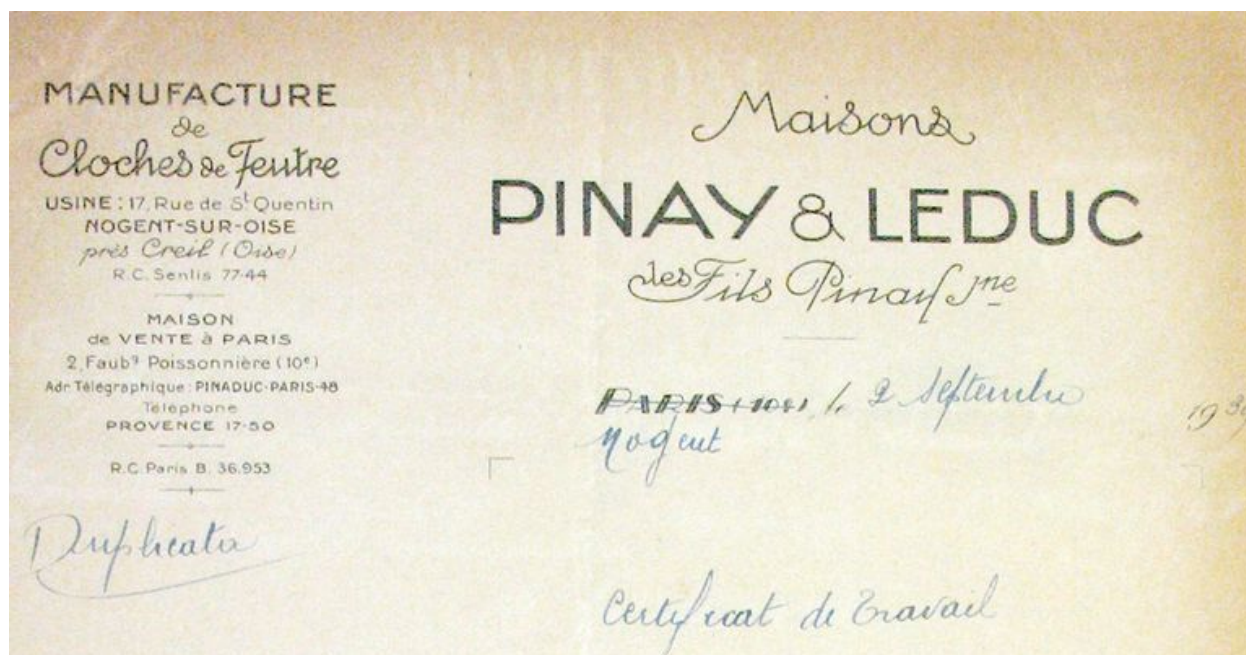 MANUFACTURE
de
Cloches de Feutre
USINE : 17, Rue de St Quentin
NOGENT-SUR-OISE
près Creil (Oise)
R.C. Senlis 77-44
MAISON
de VENTE à PARIS
2, Faubg Poissonnière (10e)
Adr. Télégraphique : PINADUC-PARIS-48
Téléphone
PROVENCE 17-50
R.C. Paris B. 36.953
Duplicata
Maisons
PINAY & LEDUC
les Fils Pinay Jne
PARIS (10e) l. 2 Septembre 19
Nogent
Certificat de Travail